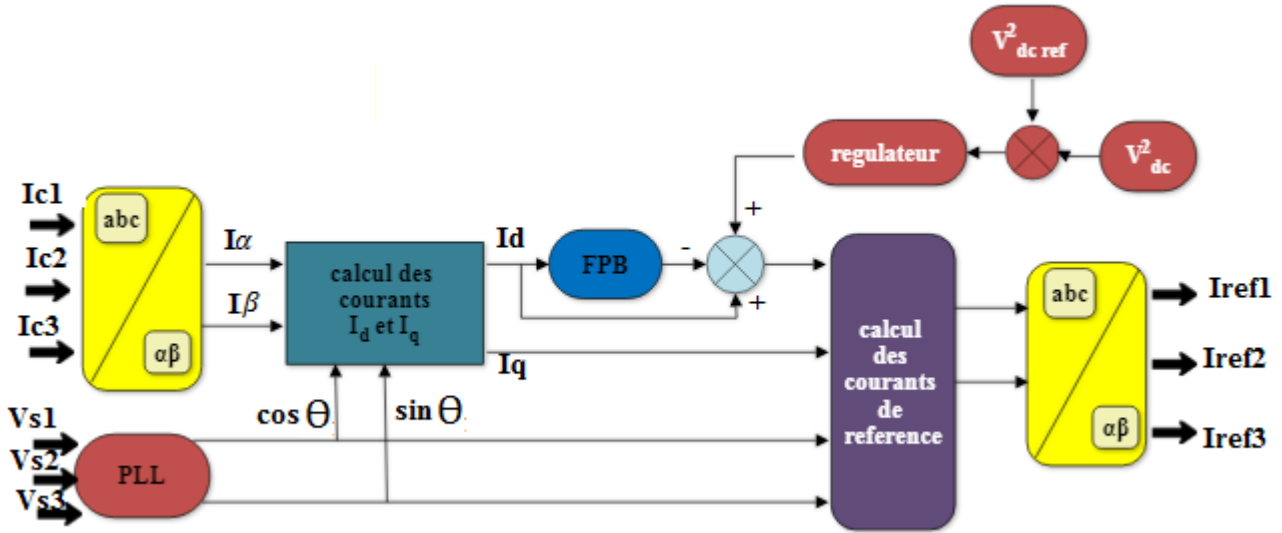 V²dc ref
regulateur
V²dc
Ic1
Ic2
Ic3
abc
αβ
Iα
Iβ
calcul des
courants
Id et Iq
Id
Iq
FPB
-
+
+
cos Θ
sin Θ
Vs1
Vs2
Vs3
PLL
calcul
des
courants
de
reference
abc
αβ
Iref1
Iref2
Iref3